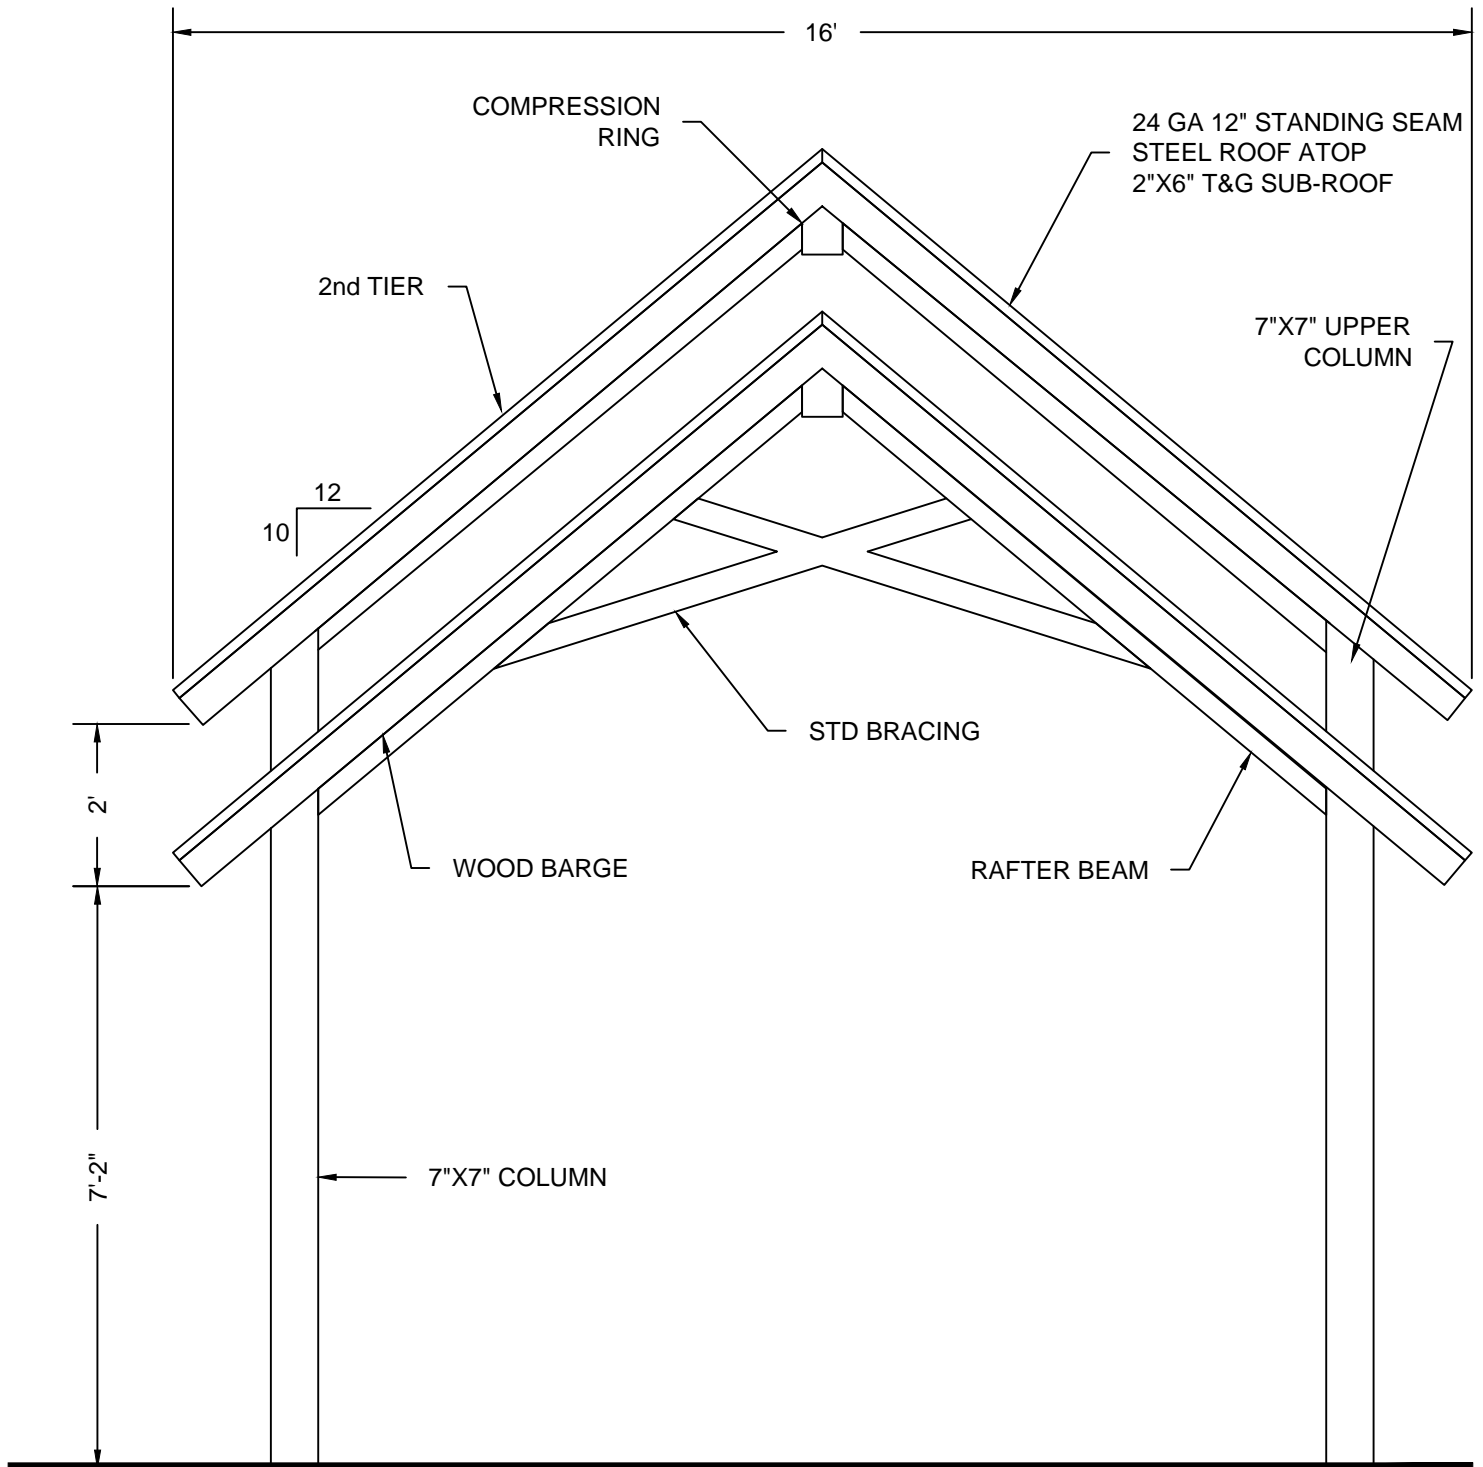 16'
COMPRESSION
RING
24 GA 12" STANDING SEAM
STEEL ROOF ATOP
2"X6" T&G SUB-ROOF
2nd TIER
7"X7" UPPER
COLUMN
12
10
STD BRACING
2'
WOOD BARGE
RAFTER BEAM
7'-2"
7"X7" COLUMN